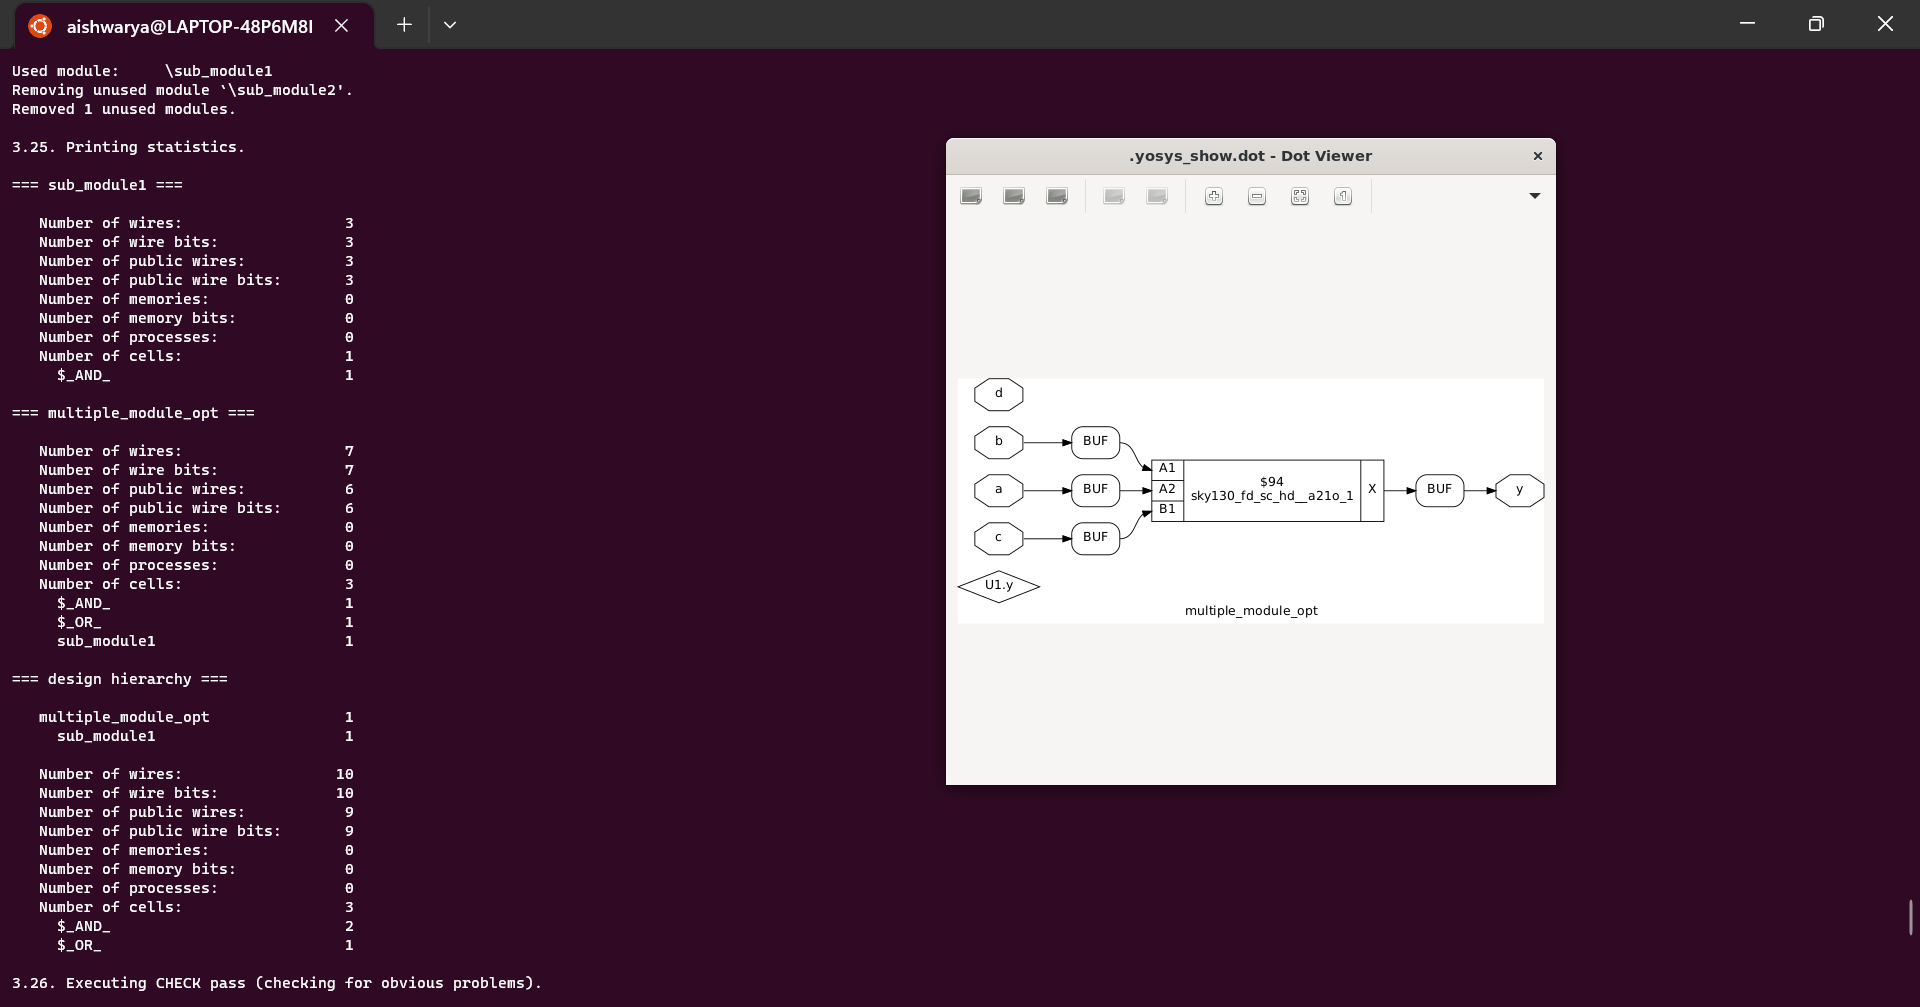 aishwarya@LAPTOP-48P6M8I
Used module:     \sub_module1
Removing unused module `\sub_module2'.
Removed 1 unused modules.
3.25. Printing statistics.
=== sub_module1 ===
Number of wires: 3
Number of wire bits: 3
Number of public wires: 3
Number of public wire bits: 3
Number of memories: 0
Number of memory bits: 0
Number of processes: 0
Number of cells: 1
$_AND_ 1
=== multiple_module_opt ===
Number of wires: 7
Number of wire bits: 7
Number of public wires: 6
Number of public wire bits: 6
Number of memories: 0
Number of memory bits: 0
Number of processes: 0
Number of cells: 3
$_AND_ 1
$_OR_ 1
sub_module1 1
=== design hierarchy ===
multiple_module_opt 1
sub_module1 1
Number of wires: 10
Number of wire bits: 10
Number of public wires: 9
Number of public wire bits: 9
Number of memories: 0
Number of memory bits: 0
Number of processes: 0
Number of cells: 3
$_AND_ 2
$_OR_ 1
3.26. Executing CHECK pass (checking for obvious problems).
.yosys_show.dot - Dot Viewer
d
b BUF
a BUF
c BUF
A1
A2
B1
$94
sky130_fd_sc_hd__a21o_1
X
BUF
y
U1.y
multiple_module_opt